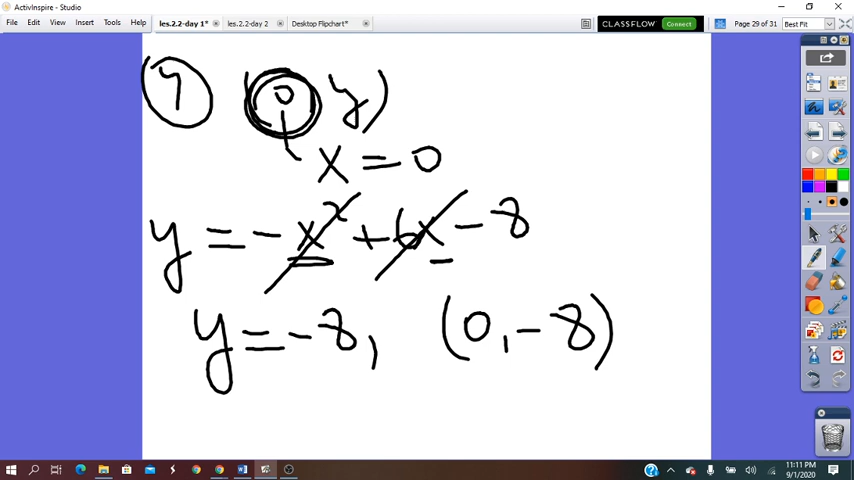 ActivInspire - Studio
File Edit View Insert Tools Help
les.2.2-day 1* les.2.2-day 2 Desktop Flipchart*
CLASSFLOW Connect
Page 29 of 31 Best Fit
4 (0 y)
x = 0
y = -x² + 6x - 8
y = -8, (0, -8)
11:11 PM
9/1/2020